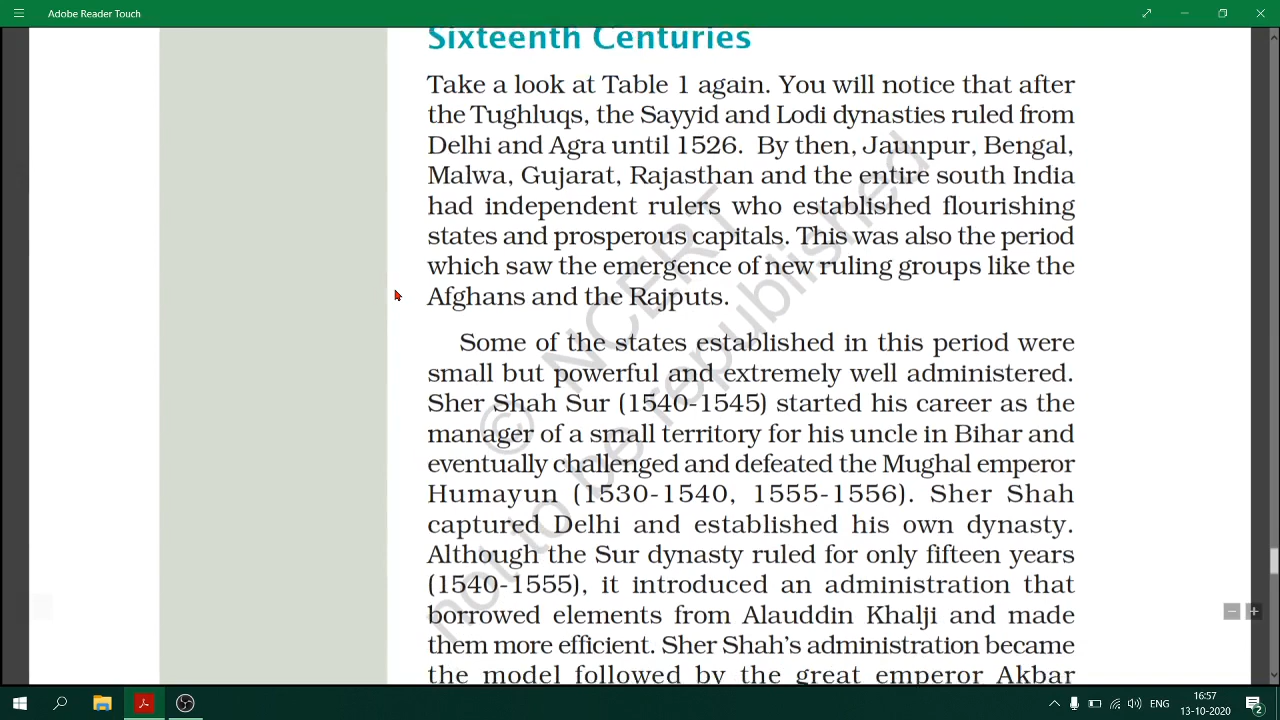 Adobe Reader Touch
Sixteenth Centuries
Take a look at Table 1 again. You will notice that after
the Tughluqs, the Sayyid and Lodi dynasties ruled from
Delhi and Agra until 1526. By then, Jaunpur, Bengal,
Malwa, Gujarat, Rajasthan and the entire south India
had independent rulers who established flourishing
states and prosperous capitals. This was also the period
which saw the emergence of new ruling groups like the
Afghans and the Rajputs.
Some of the states established in this period were
small but powerful and extremely well administered.
Sher Shah Sur (1540-1545) started his career as the
manager of a small territory for his uncle in Bihar and
eventually challenged and defeated the Mughal emperor
Humayun (1530-1540, 1555-1556). Sher Shah
captured Delhi and established his own dynasty.
Although the Sur dynasty ruled for only fifteen years
(1540-1555), it introduced an administration that
borrowed elements from Alauddin Khalji and made
them more efficient. Sher Shah's administration became
the model followed by the great emperor Akbar
© NCERT
not to be republished
ENG
16:57
13-10-2020
2